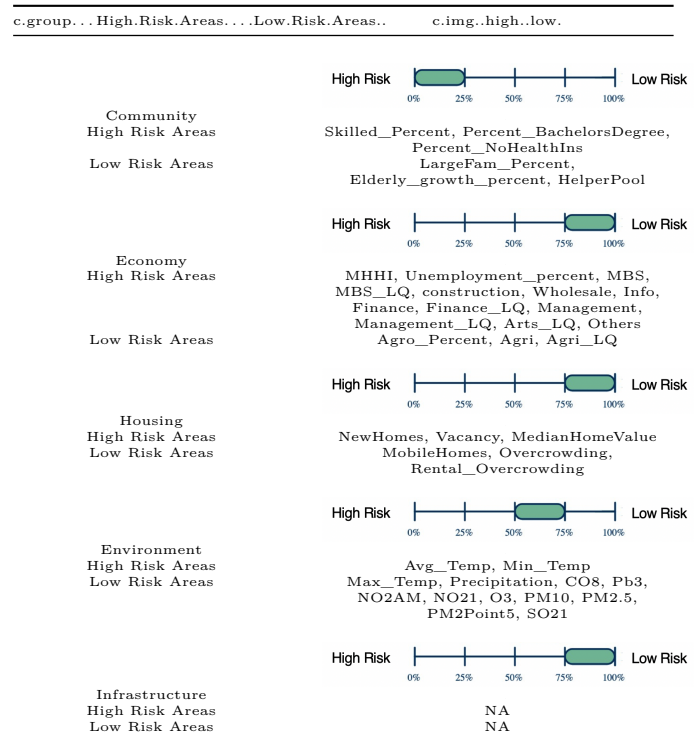 c.group...High.Risk.Areas....Low.Risk.Areas.. c.img..high..low.
High Risk Low Risk
0% 25% 50% 75% 100%
Community
High Risk Areas Skilled_Percent, Percent_BachelorsDegree,
Percent_NoHealthIns
Low Risk Areas LargeFam_Percent,
Elderly_growth_percent, HelperPool
High Risk Low Risk
0% 25% 50% 75% 100%
Economy
High Risk Areas MHHI, Unemployment_percent, MBS,
MBS_LQ, construction, Wholesale, Info,
Finance, Finance_LQ, Management,
Management_LQ, Arts_LQ, Others
Low Risk Areas Agro_Percent, Agri, Agri_LQ
High Risk Low Risk
0% 25% 50% 75% 100%
Housing
High Risk Areas NewHomes, Vacancy, MedianHomeValue
Low Risk Areas MobileHomes, Overcrowding,
Rental_Overcrowding
High Risk Low Risk
0% 25% 50% 75% 100%
Environment
High Risk Areas Avg_Temp, Min_Temp
Low Risk Areas Max_Temp, Precipitation, CO8, Pb3,
NO2AM, NO21, O3, PM10, PM2.5,
PM2Point5, SO21
High Risk Low Risk
0% 25% 50% 75% 100%
Infrastructure
High Risk Areas NA
Low Risk Areas NA